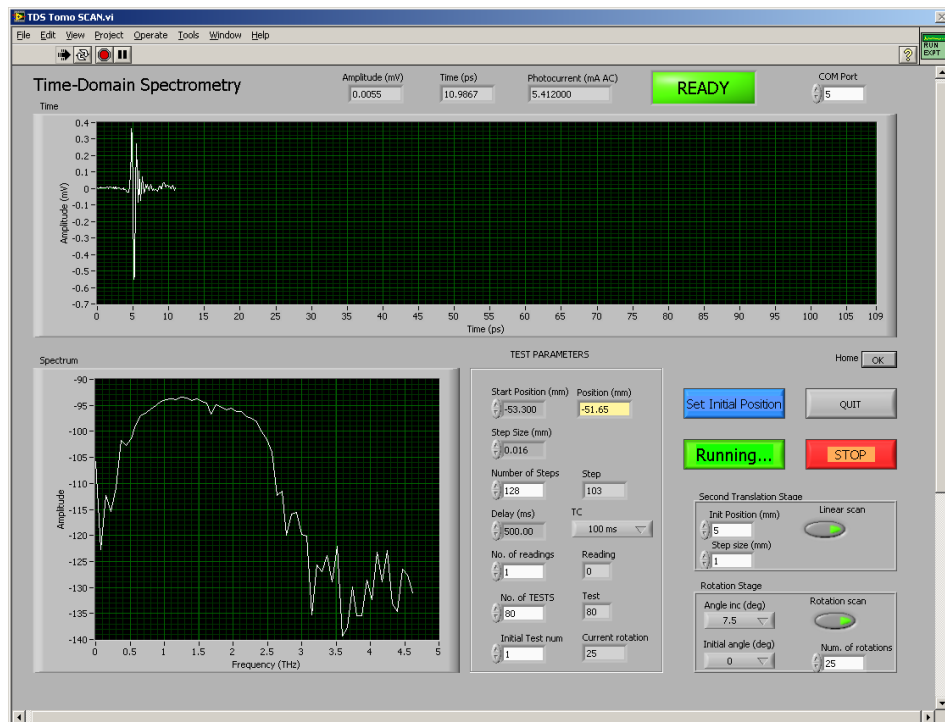 TDS Tomo SCAN.vi
File Edit View Project Operate Tools Window Help
RUN
EXPT
Time-Domain Spectrometry
Amplitude (mV) Time (ps) Photocurrent (mA AC) COM Port
0.0055 10.9867 5.412000 READY 5
Time
0.4
0.3
0.2
0.1
0
-0.1
-0.2
-0.3
-0.4
-0.5
-0.6
-0.7
Amplitude (mV)
0 5 10 15 20 25 30 35 40 45 50 55 60 65 70 75 80 85 90 95 100 105 109
Time (ps)
Spectrum
-90
-95
-100
-105
-110
-115
-120
-125
-130
-135
-140
Amplitude
0 0.5 1 1.5 2 2.5 3 3.5 4 4.5 5
Frequency (THz)
TEST PARAMETERS
Start Position (mm) Position (mm)
-53.300 -51.65
Step Size (mm)
0.016
Number of Steps Step
128 103
Delay (ms) TC
500.00 100 ms
No. of readings Reading
1 0
No. of TESTS Test
80 80
Initial Test num Current rotation
1 25
Home OK
Set Initial Position QUIT
Running... STOP
Second Translation Stage
Init Position (mm) Linear scan
5
Step size (mm)
1
Rotation Stage
Angle inc (deg) Rotation scan
7.5
Initial angle (deg) Num. of rotations
0 25